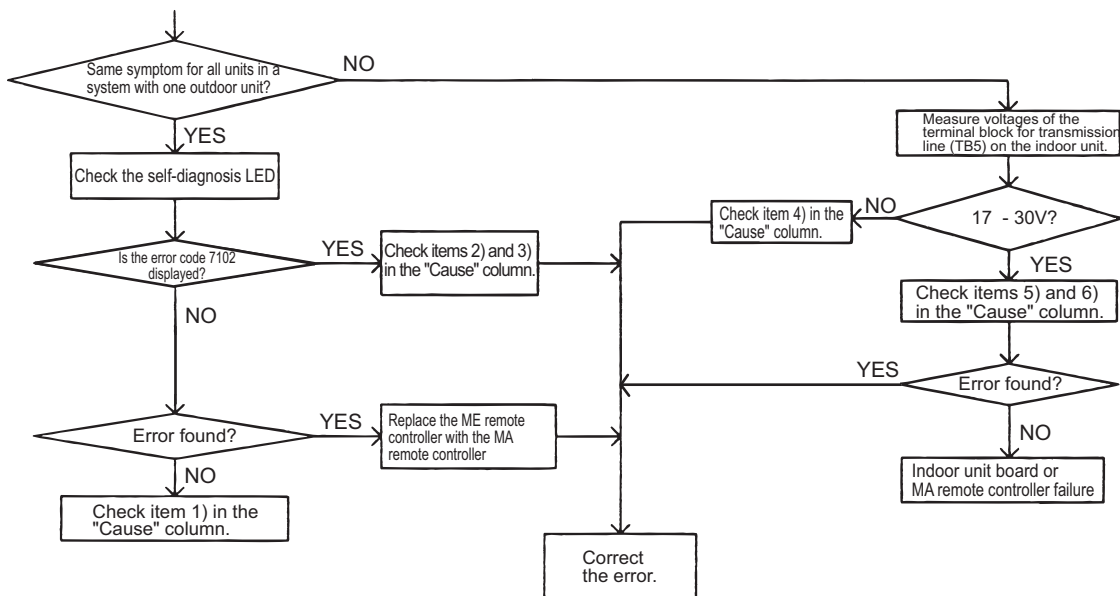 Same symptom for all units in a
system with one outdoor unit?
NO
YES
Measure voltages of the
terminal block for transmission
line (TB5) on the indoor unit.
Check the self-diagnosis LED
Check item 4) in the
"Cause" column.
NO
17 - 30V?
Is the error code 7102
displayed?
YES
Check items 2) and 3)
in the "Cause" column.
YES
Check items 5) and 6)
in the "Cause" column.
NO
YES
Error found?
Error found?
YES
Replace the ME remote
controller with the MA
remote controller
NO
NO
Indoor unit board or
MA remote controller failure
Check item 1) in the
"Cause" column.
Correct
the error.